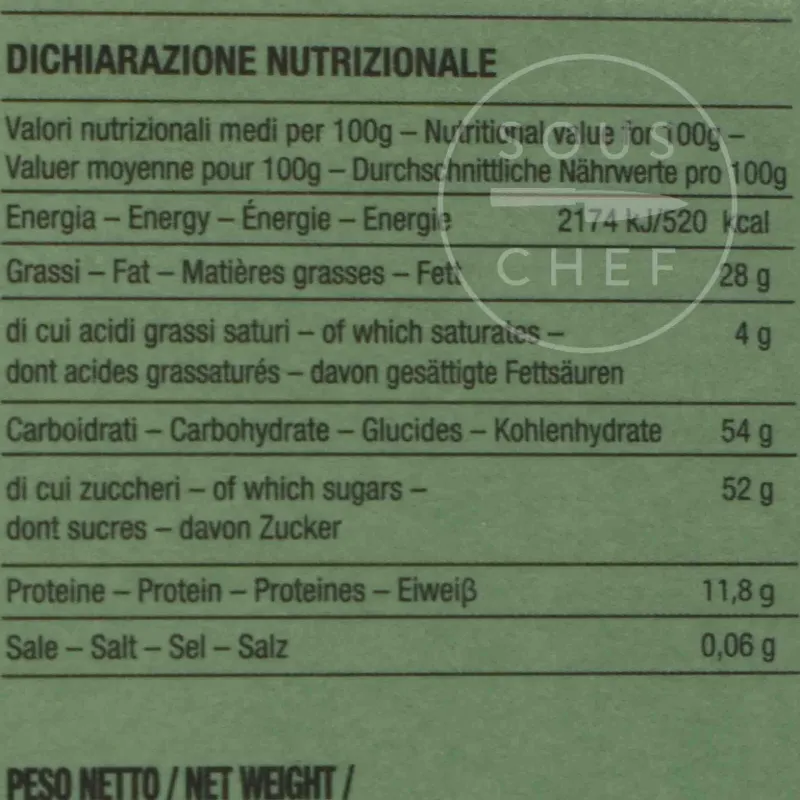 DICHIARAZIONE NUTRIZIONALE
Valori nutrizionali medi per 100g – Nutritional value for 100g –
Valuer moyenne pour 100g – Durchschnittliche Nährwerte pro 100g
Energia – Energy – Énergie – Energie 2174 kJ/520 kcal
Grassi – Fat – Matières grasses – Fett 28 g
di cui acidi grassi saturi – of which saturates – 4 g
dont acides grassaturés – davon gesättigte Fettsäuren
Carboidrati – Carbohydrate – Glucides – Kohlenhydrate 54 g
di cui zuccheri – of which sugars – 52 g
dont sucres – davon Zucker
Proteine – Protein – Proteines – Eiweiß 11,8 g
Sale – Salt – Sel – Salz 0,06 g
PESO NETTO / NET WEIGHT /
SOUS
CHEF